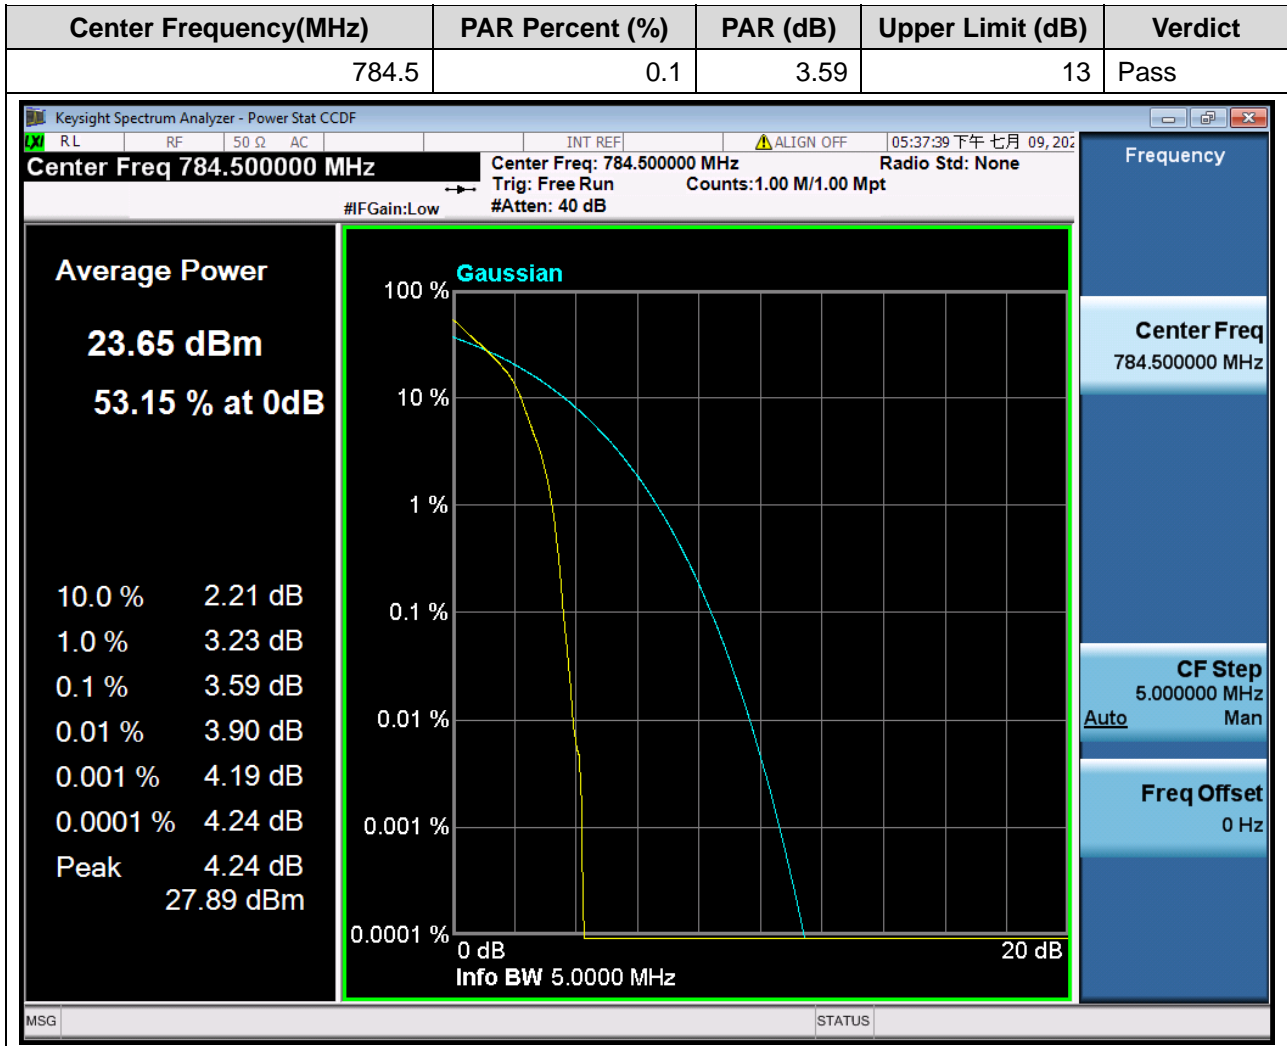 Center Frequency(MHz) PAR Percent (%) PAR (dB) Upper Limit (dB) Verdict
784.5 0.1 3.59 13 Pass
Keysight Spectrum Analyzer - Power Stat CCDF
LXI RL RF 50 Ω AC INT REF ALIGN OFF 05:37:39 下午 七月 09, 202
Center Freq 784.500000 MHz
Center Freq: 784.500000 MHz Radio Std: None
Trig: Free Run Counts:1.00 M/1.00 Mpt
#IFGain:Low #Atten: 40 dB
Average Power
23.65 dBm
53.15 % at 0dB
10.0 % 2.21 dB
1.0 % 3.23 dB
0.1 % 3.59 dB
0.01 % 3.90 dB
0.001 % 4.19 dB
0.0001 % 4.24 dB
Peak 4.24 dB
27.89 dBm
Gaussian
100 %
10 %
1 %
0.1 %
0.01 %
0.001 %
0.0001 %
0 dB 20 dB
Info BW 5.0000 MHz
Frequency
Center Freq
784.500000 MHz
CF Step
5.000000 MHz
Auto Man
Freq Offset
0 Hz
MSG STATUS